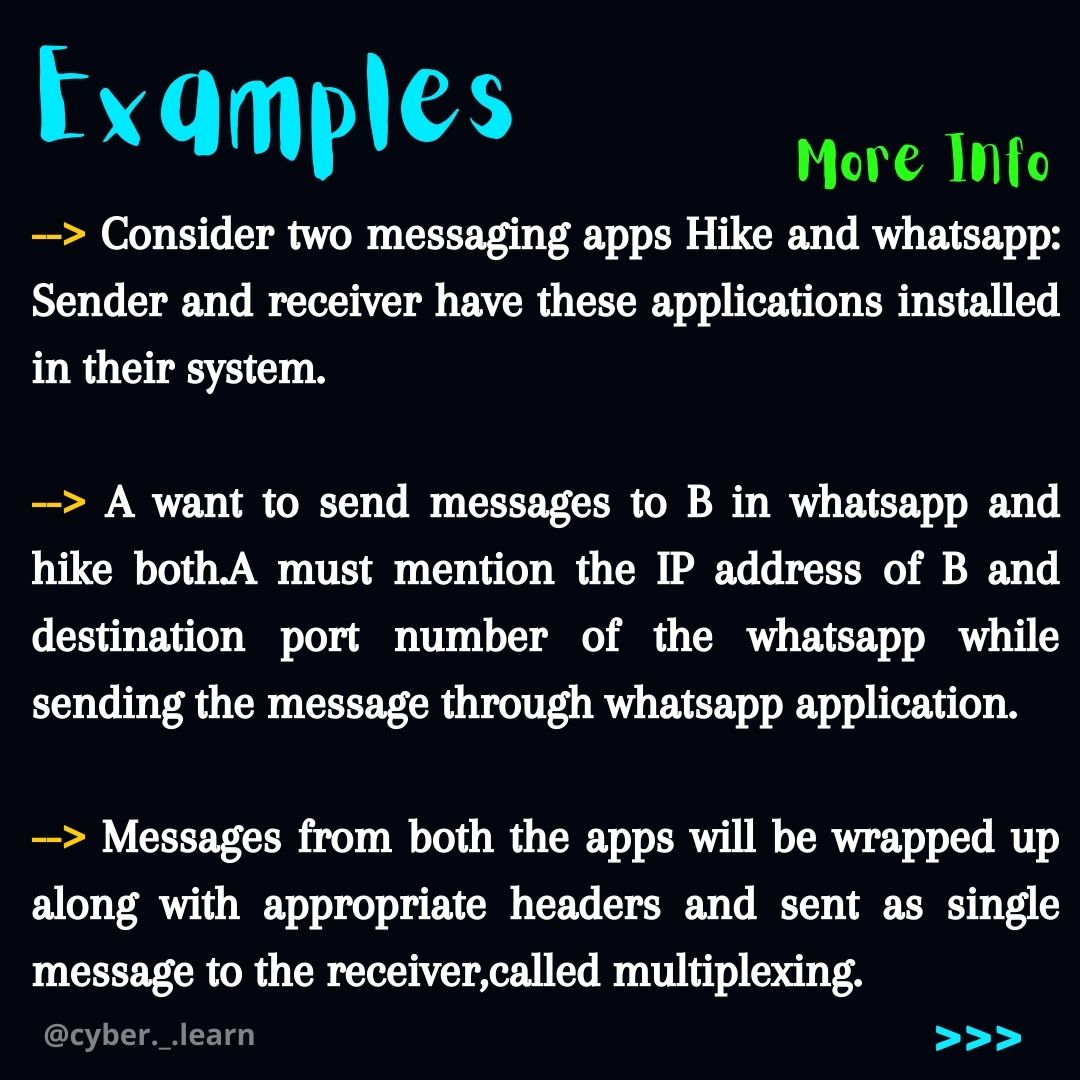 Examples
More Info
--> Consider two messaging apps Hike and whatsapp:
Sender and receiver have these applications installed
in their system.
--> A want to send messages to B in whatsapp and
hike both.A must mention the IP address of B and
destination port number of the whatsapp while
sending the message through whatsapp application.
--> Messages from both the apps will be wrapped up
along with appropriate headers and sent as single
message to the receiver,called multiplexing.
@cyber._.learn
>>>